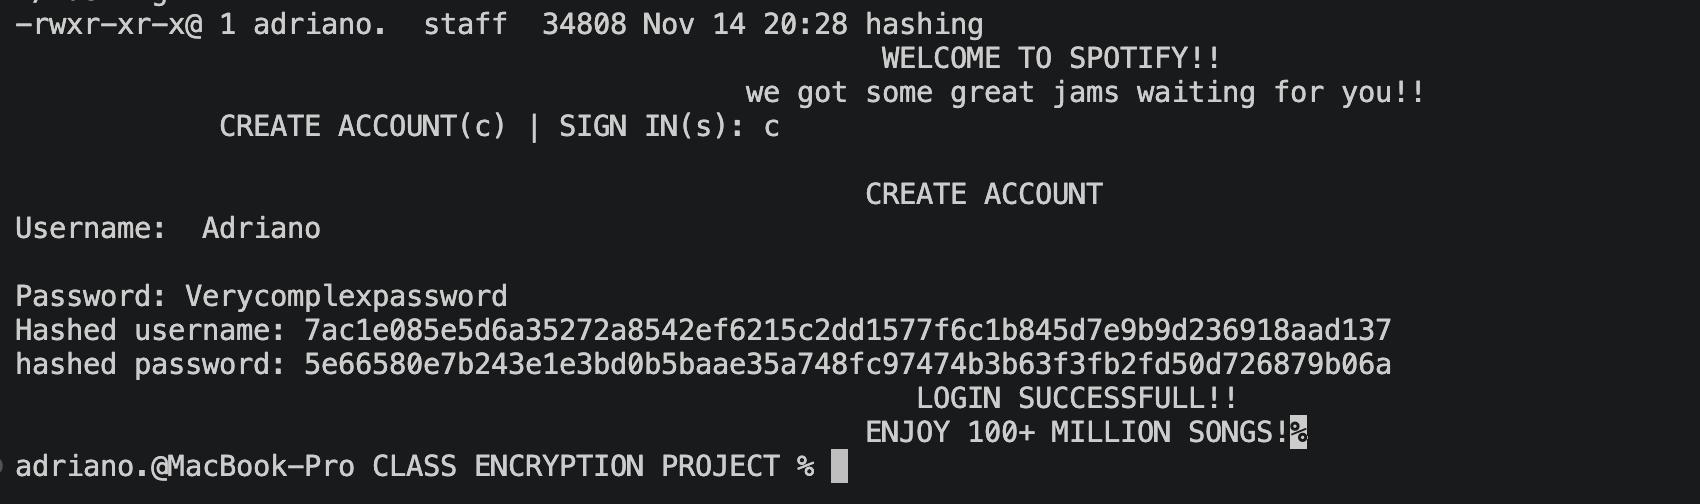 -rwxr-xr-x@ 1 adriano.  staff  34808 Nov 14 20:28 hashing
WELCOME TO SPOTIFY!!
we got some great jams waiting for you!!
CREATE ACCOUNT(c) | SIGN IN(s): c
CREATE ACCOUNT
Username:  Adriano
Password: Verycomplexpassword
Hashed username: 7ac1e085e5d6a35272a8542ef6215c2dd1577f6c1b845d7e9b9d236918aad137
hashed password: 5e66580e7b243e1e3bd0b5baae35a748fc97474b3b63f3fb2fd50d726879b06a
LOGIN SUCCESSFULL!!
ENJOY 100+ MILLION SONGS!%
adriano.@MacBook-Pro CLASS ENCRYPTION PROJECT %